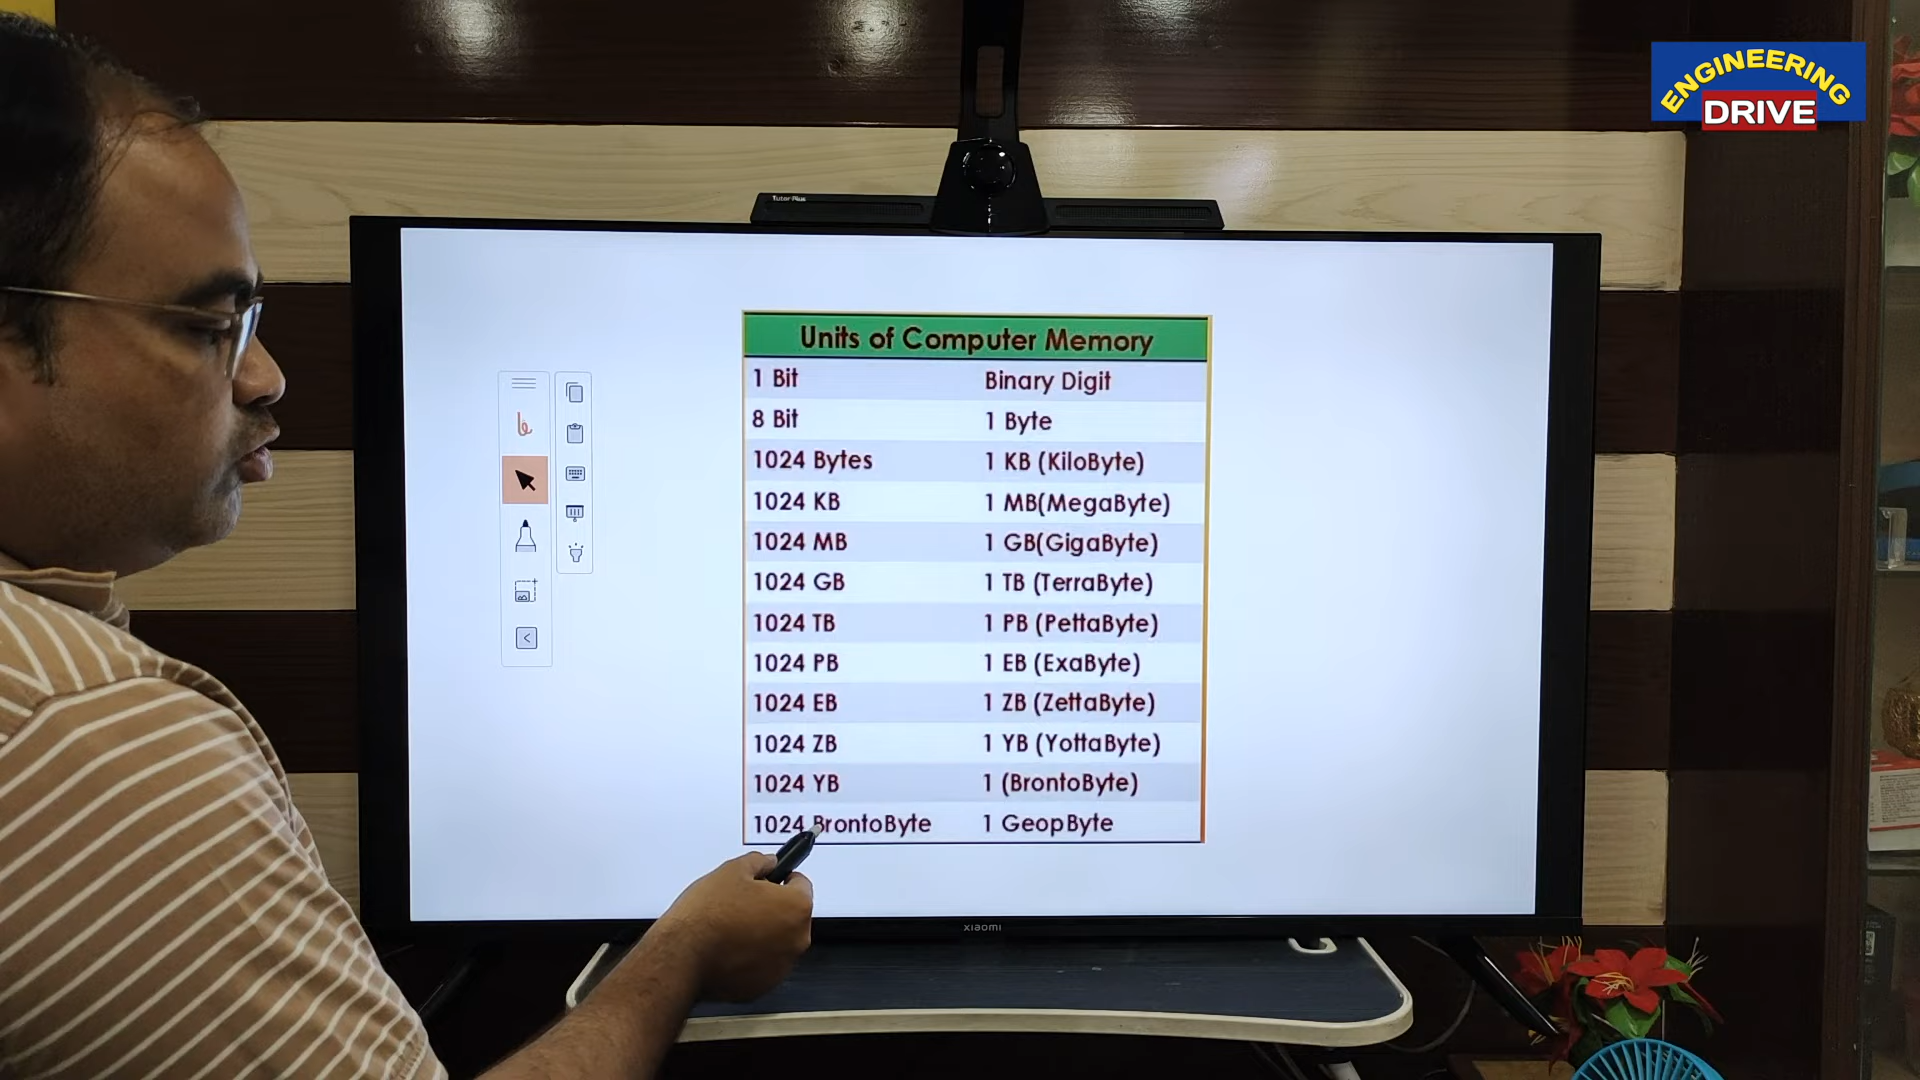 ENGINEERING
DRIVE
Tutor Plus
Units of Computer Memory
1 Bit Binary Digit
8 Bit 1 Byte
1024 Bytes 1 KB (KiloByte)
1024 KB 1 MB(MegaByte)
1024 MB 1 GB(GigaByte)
1024 GB 1 TB (TerraByte)
1024 TB 1 PB (PettaByte)
1024 PB 1 EB (ExaByte)
1024 EB 1 ZB (ZettaByte)
1024 ZB 1 YB (YottaByte)
1024 YB 1 (BrontoByte)
1024 BrontoByte 1 GeopByte
xiaomi